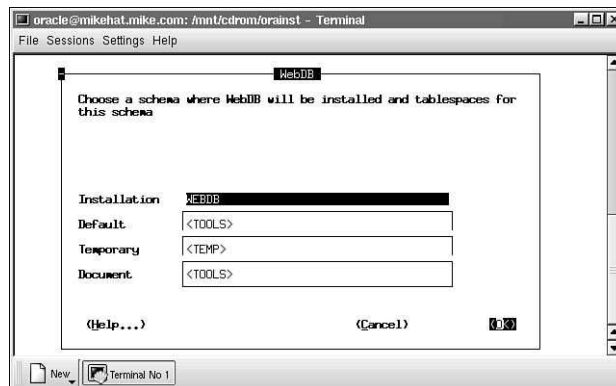 oracle@mikehat.mike.com: /mnt/cdrom/orainst - Terminal
File Sessions Settings Help
WebDB
Choose a schema where WebDB will be installed and tablespaces for
this schema
Installation WEBDB
Default <TOOLS>
Temporary <TEMP>
Document <TOOLS>
(Help...) (Cancel) (OK)
New Terminal No 1